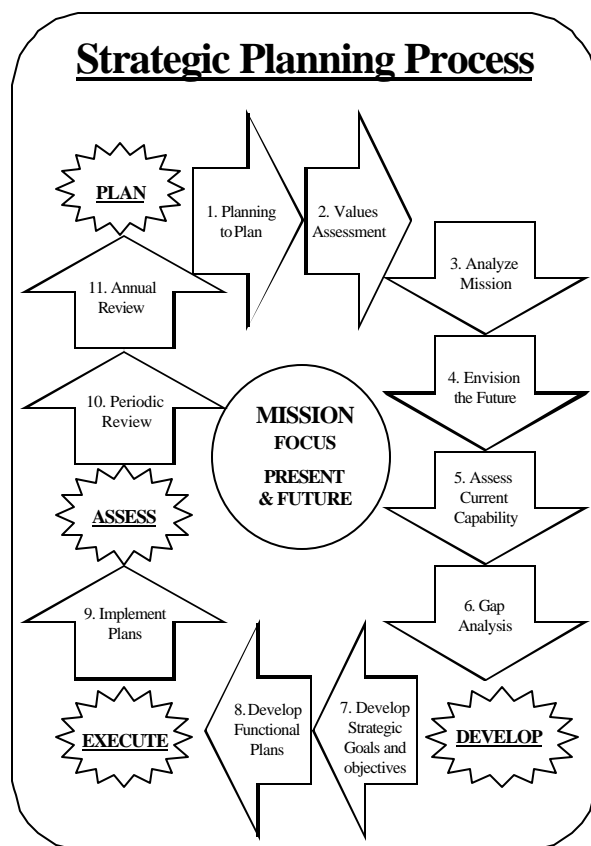 Strategic Planning Process
PLAN
1. Planning
to Plan
2. Values
Assessment
3. Analyze
Mission
4. Envision
the Future
5. Assess
Current
Capability
6. Gap
Analysis
DEVELOP
7. Develop
Strategic
Goals and
objectives
8. Develop
Functional
Plans
EXECUTE
9. Implement
Plans
ASSESS
10. Periodic
Review
11. Annual
Review
MISSION
FOCUS
PRESENT
& FUTURE